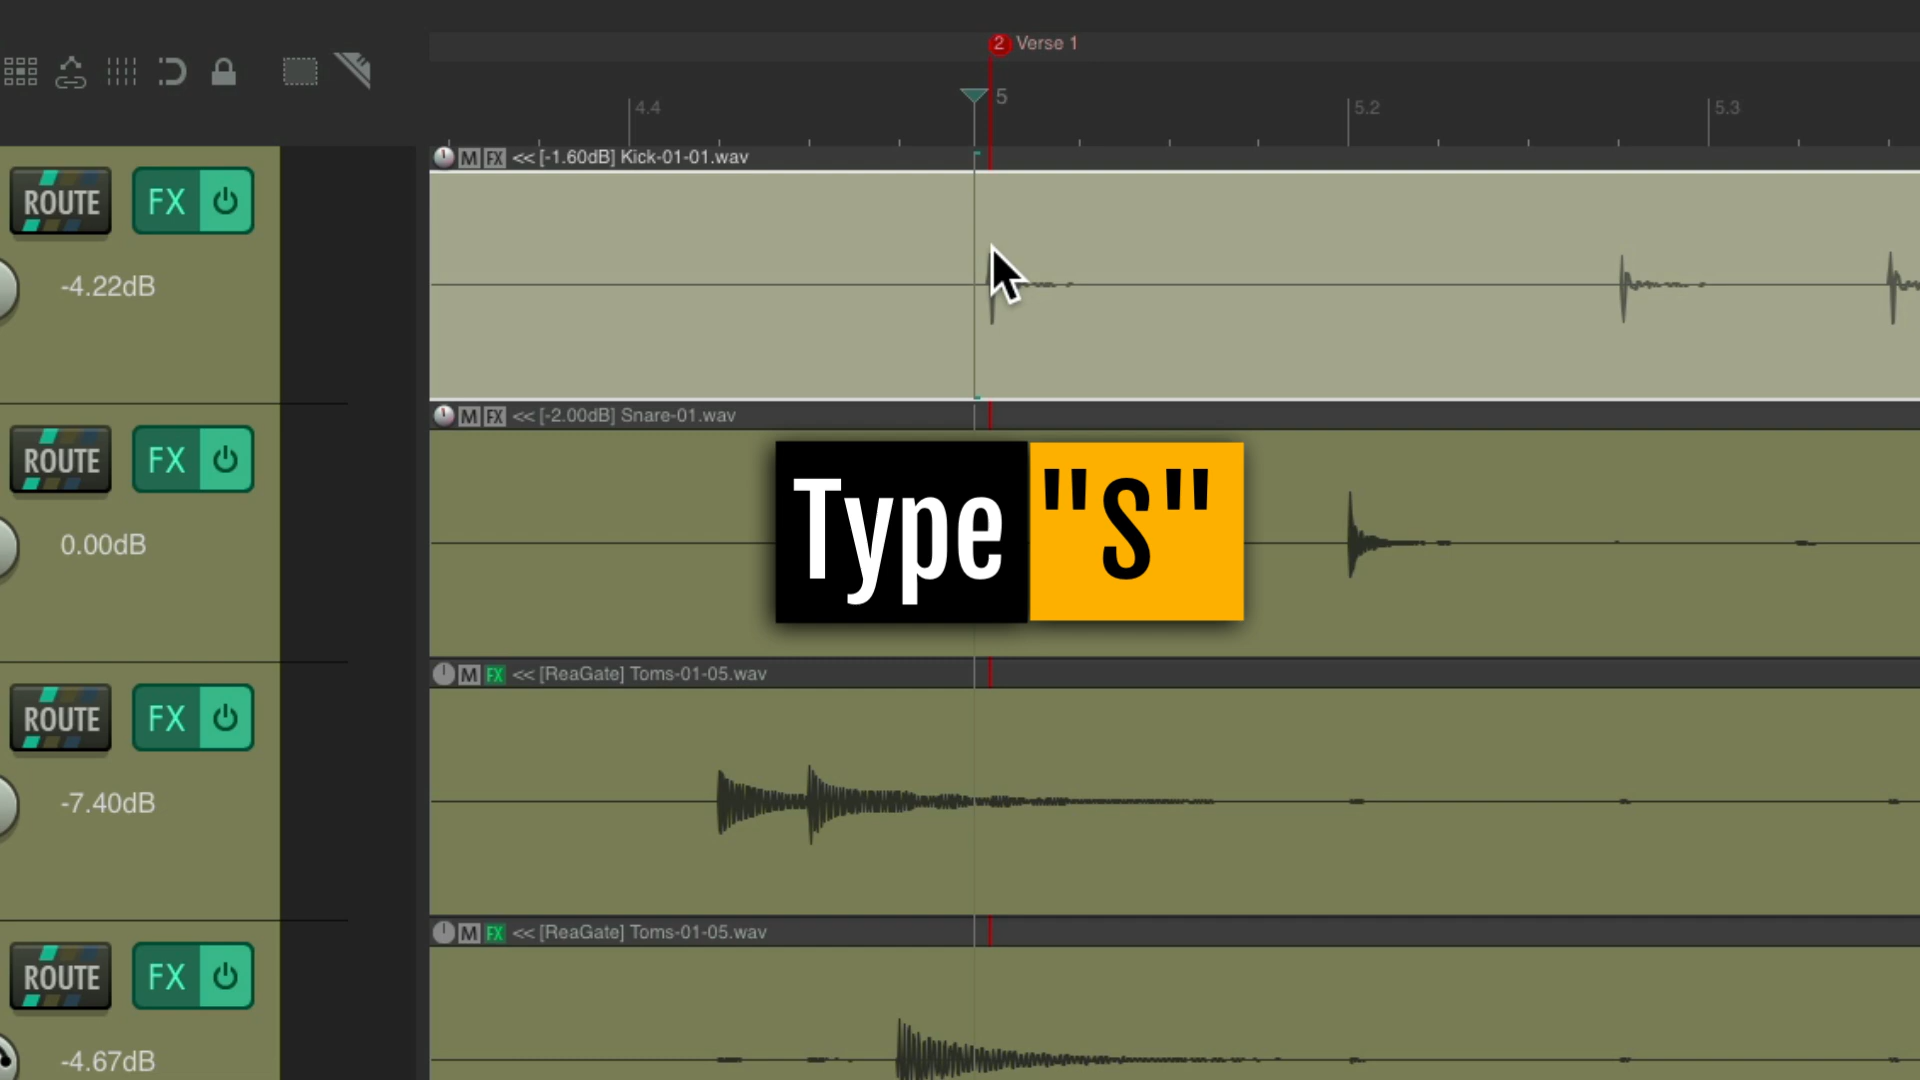 2 Verse 1
4.4 5 5.2 5.3
M FX << [-1.60dB] Kick-01-01.wav
ROUTE FX
-4.22dB
M FX << [-2.00dB] Snare-01.wav
ROUTE FX
Type "S"
0.00dB
M FX << [ReaGate] Toms-01-05.wav
ROUTE FX
-7.40dB
M FX << [ReaGate] Toms-01-05.wav
ROUTE FX
-4.67dB